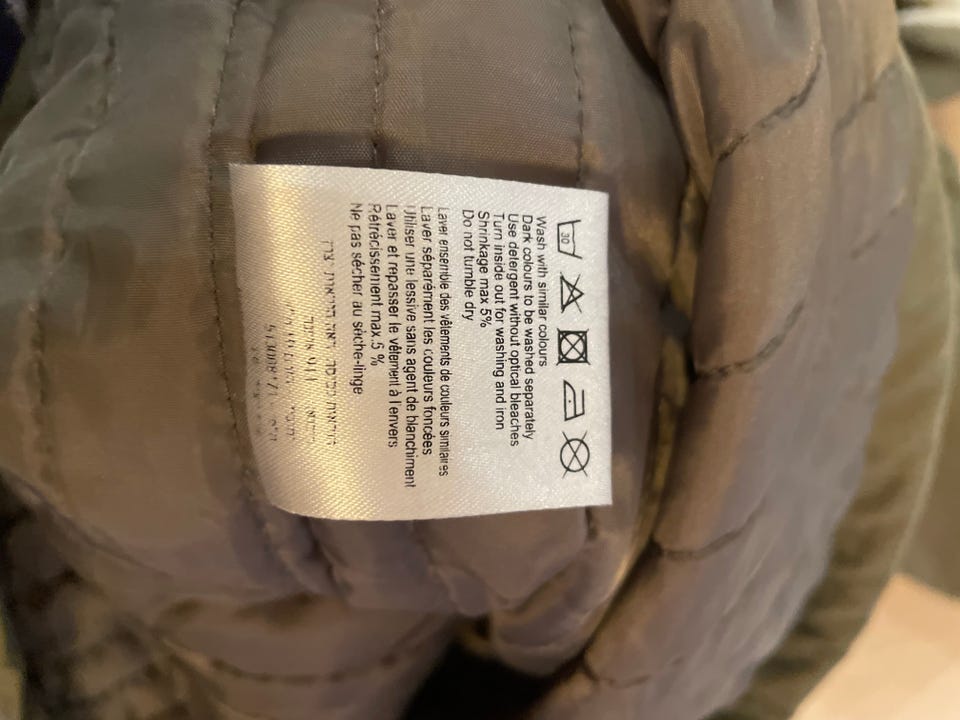 30
Wash with similar colours
Dark colours to be washed separately
Use detergent without optical bleaches
Turn inside out for washing and iron
Shrinkage max 5%
Do not tumble dry
Laver ensemble des vêtements de couleurs similaires
Laver séparément les couleurs foncées
Utiliser une lessive sans agent de blanchiment
Laver et repasser le vêtement à l'envers
Rétrécissement max.5 %
Ne pas sécher au sèche-linge